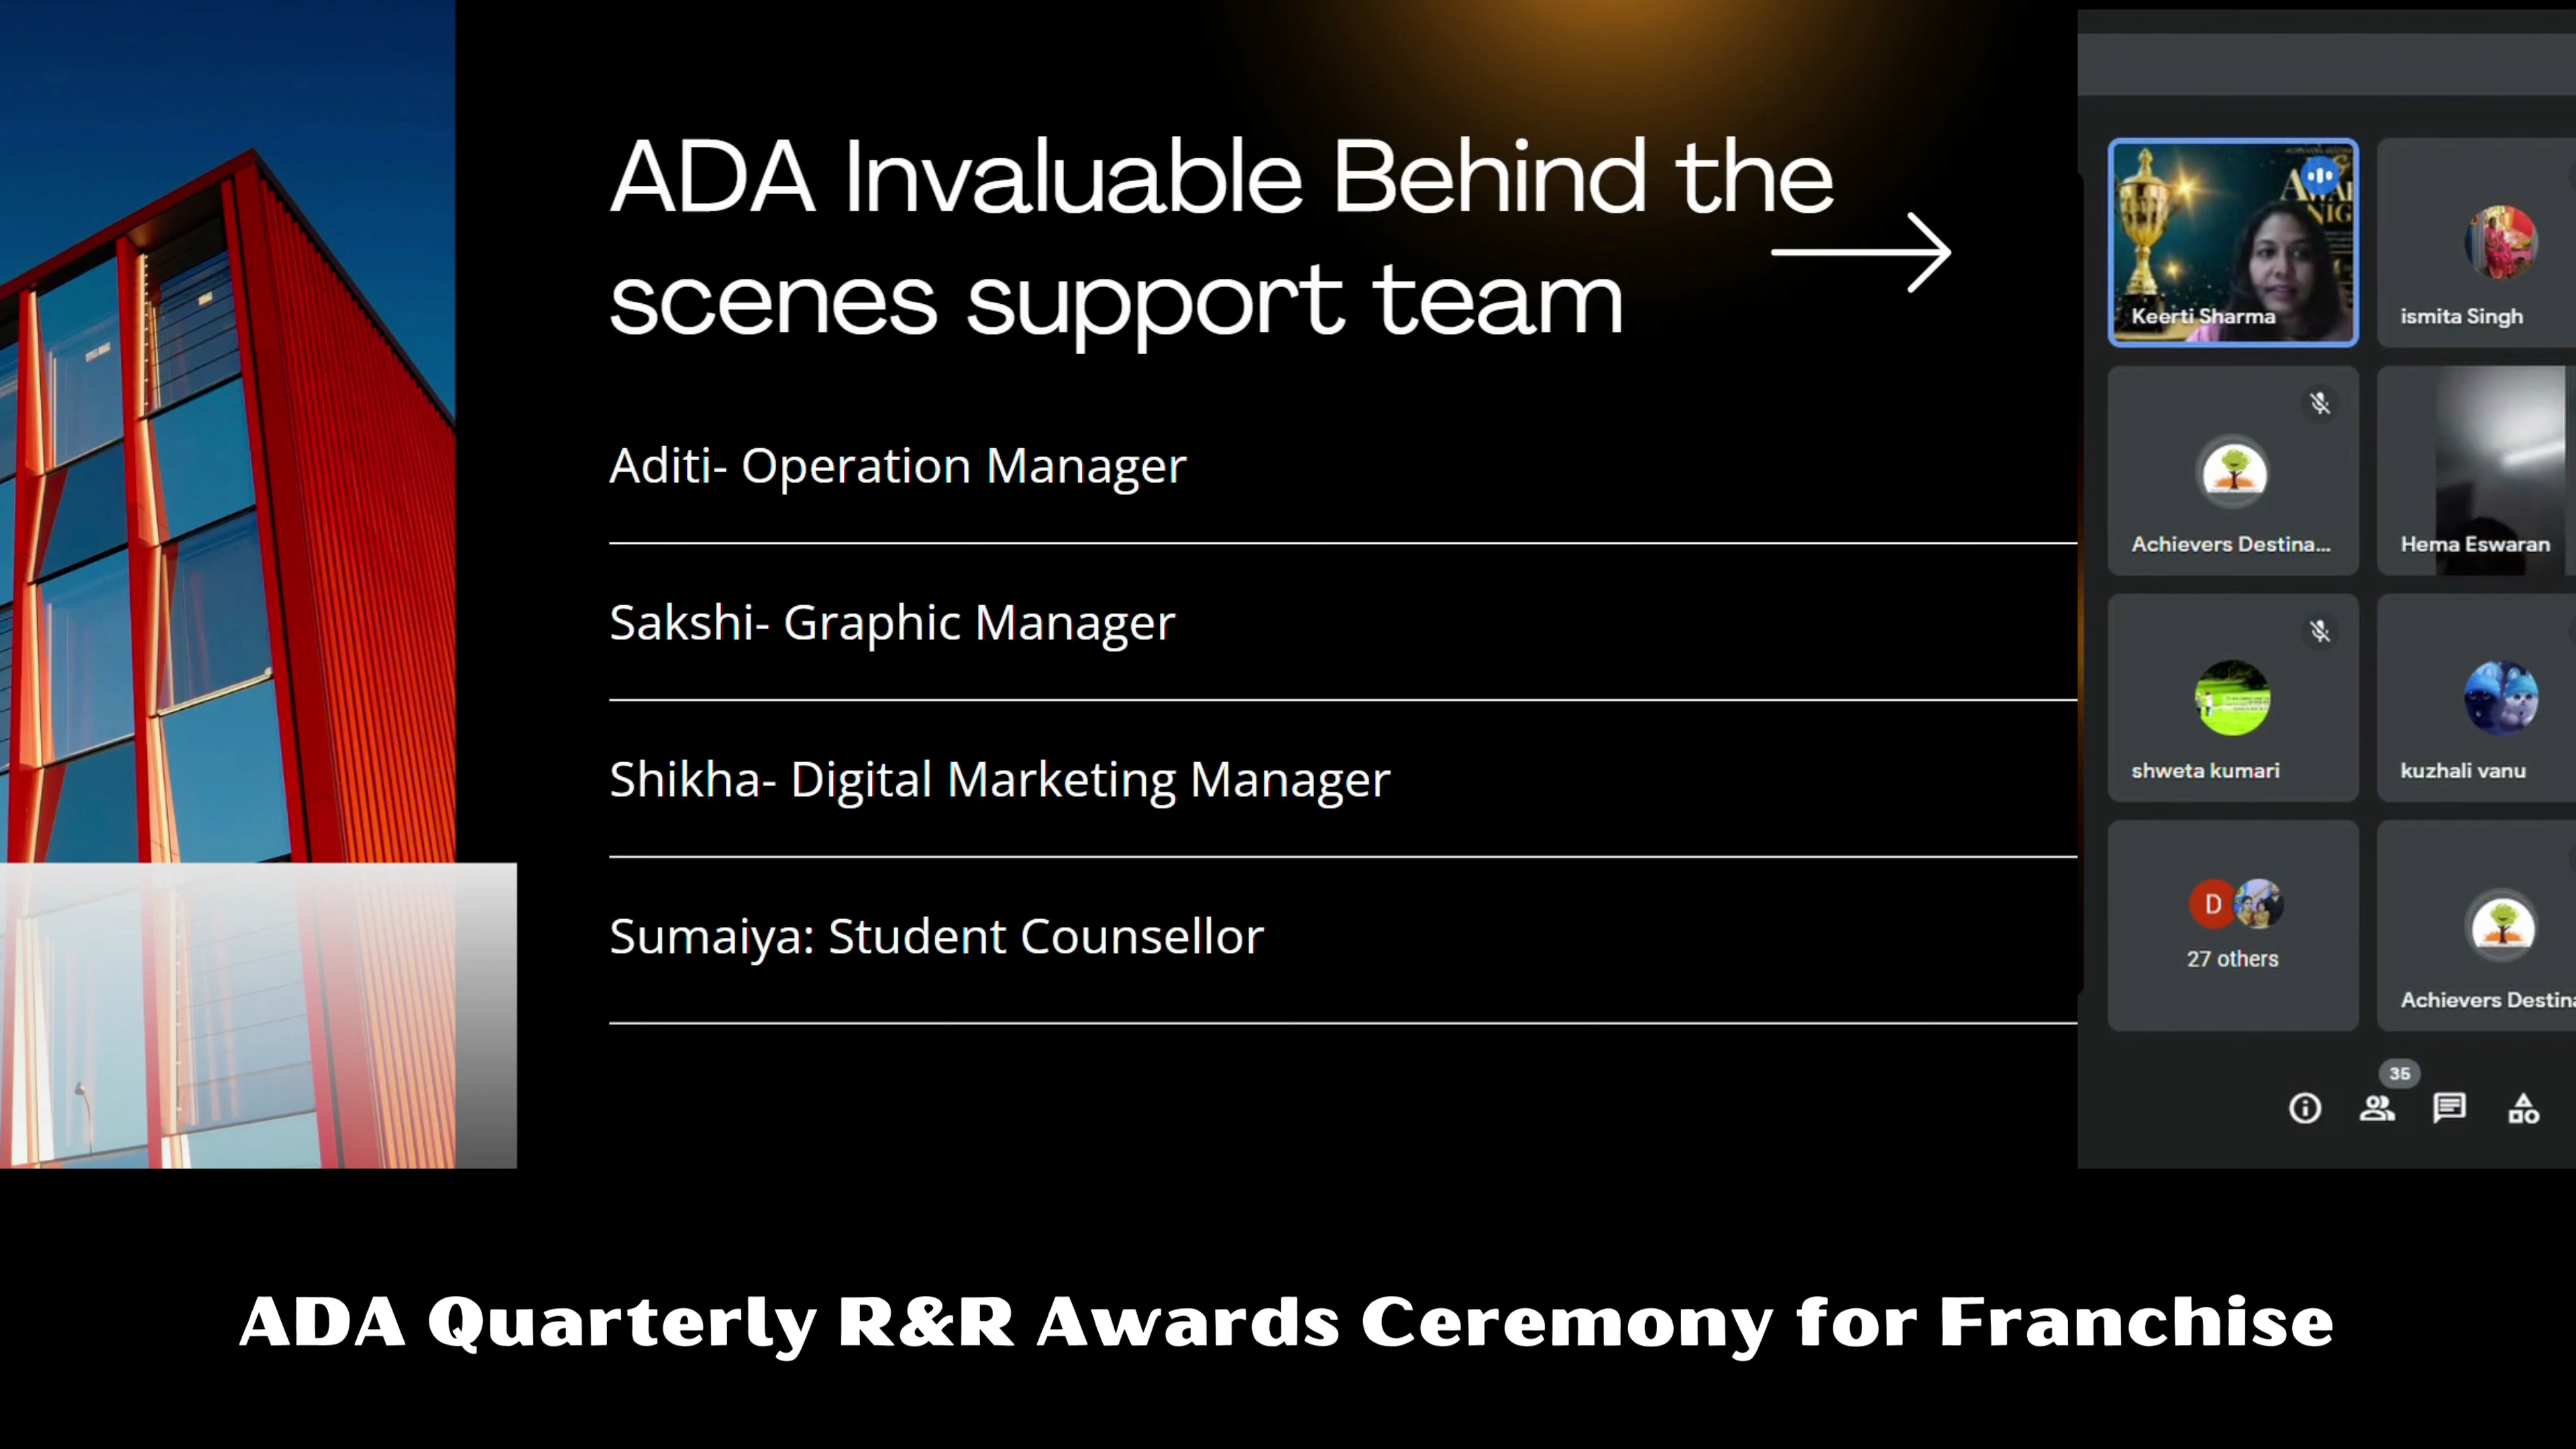 ADA Invaluable Behind the
scenes support team
Aditi- Operation Manager
Sakshi- Graphic Manager
Shikha- Digital Marketing Manager
Sumaiya: Student Counsellor
Keerti Sharma
ismita Singh
Achievers Destina...
Hema Eswaran
shweta kumari
kuzhali vanu
D
27 others
Achievers Destina
35
ADA Quarterly R&R Awards Ceremony for Franchise